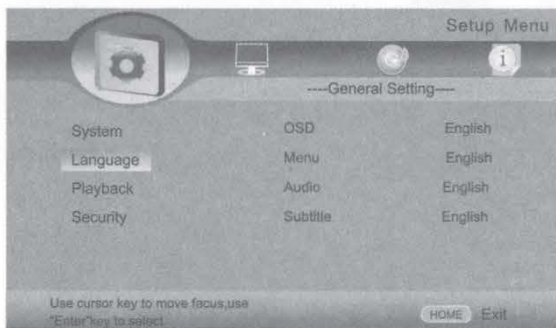 Setup Menu
----General Setting----
System OSD English
Language Menu English
Playback Audio English
Security Subtitle English
Use cursor key to move facus,use
"Enter"key to select
HOME Exit